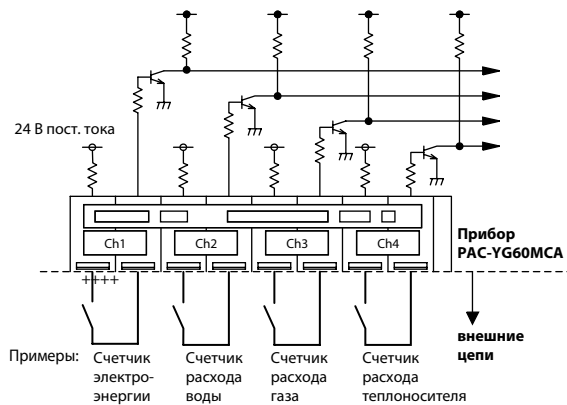 24 В пост. тока
Ch1 Ch2 Ch3 Ch4
Прибор
PAC-YG60MCA
++++
внешние
цепи
Примеры: Счетчик Счетчик Счетчик Счетчик
электро- расхода расхода расхода
энергии воды газа теплоносителя